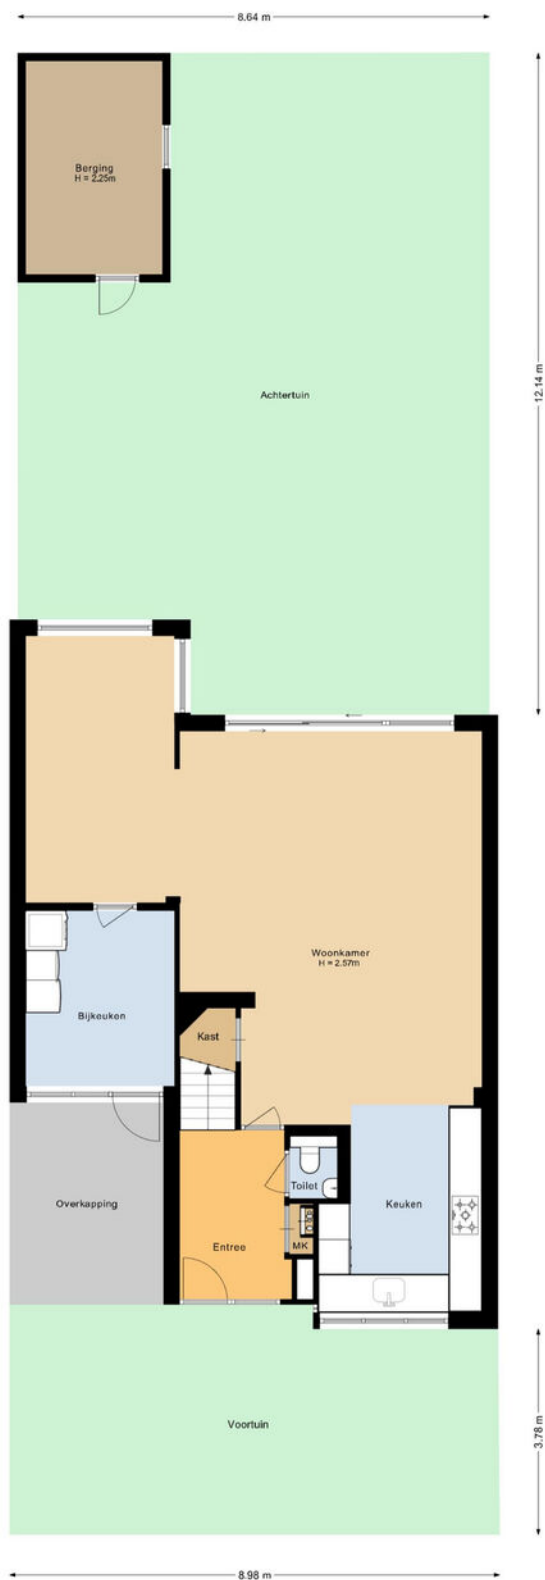 8.64 m
Berging
H = 2.25m
12.14 m
Achtertuin
Woonkamer
H = 2.57m
Bijkeuken
Kast
Toilet
Overkapping
Keuken
Entree
MK
Voortuin
3.78 m
8.98 m